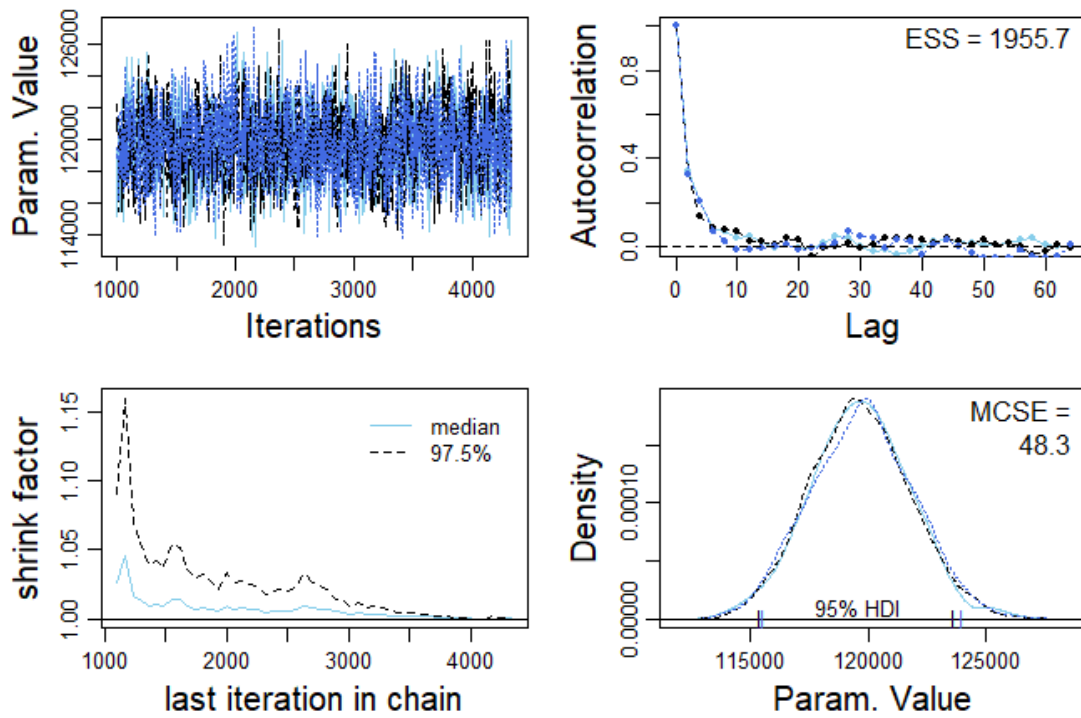 Param. Value
114000 120000 126000
1000 2000 3000 4000
Iterations
Autocorrelation
0.0 0.4 0.8
ESS = 1955.7
0 10 20 30 40 50 60
Lag
shrink factor
1.00 1.05 1.10 1.15
median
97.5%
1000 2000 3000 4000
last iteration in chain
Density
0.00000 0.00010
MCSE =
48.3
95% HDI
115000 120000 125000
Param. Value